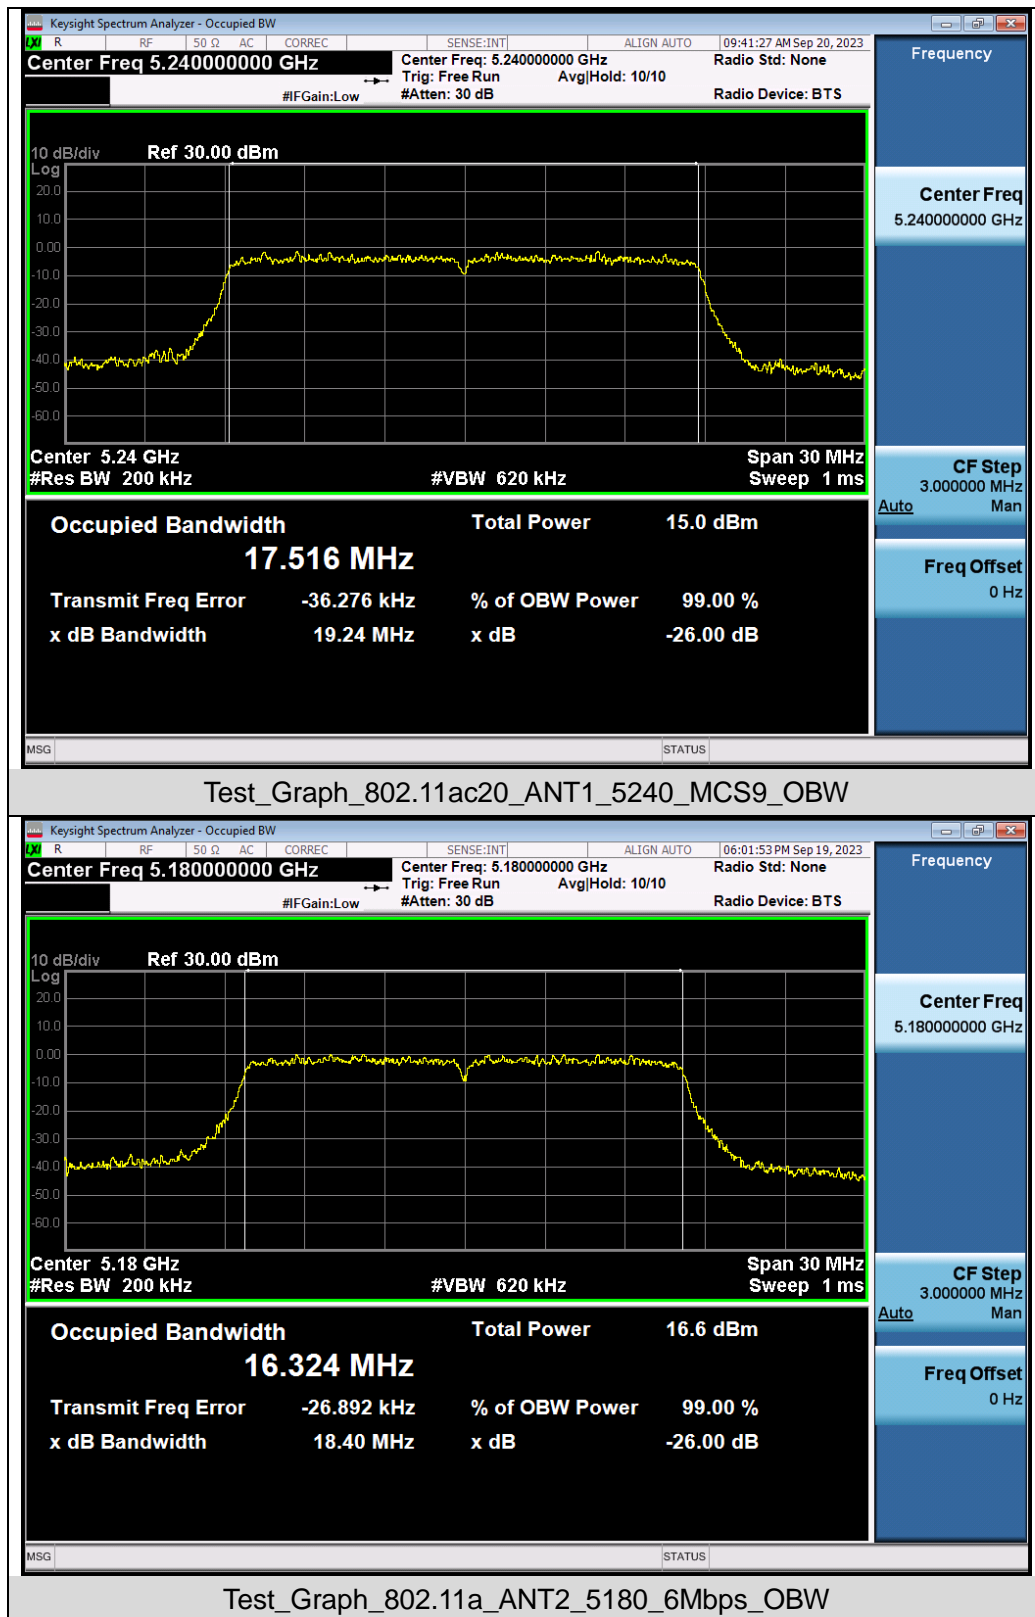 Keysight Spectrum Analyzer - Occupied BW
LXI R RF 50 Ω AC CORREC SENSE:INT ALIGN AUTO 09:41:27 AM Sep 20, 2023
Center Freq 5.240000000 GHz
Center Freq: 5.240000000 GHz Radio Std: None
Trig: Free Run Avg|Hold: 10/10
#IFGain:Low #Atten: 30 dB Radio Device: BTS
Frequency
10 dB/div Ref 30.00 dBm
Log
20.0
10.0
0.00
-10.0
-20.0
-30.0
-40.0
-50.0
-60.0
Center Freq
5.240000000 GHz
Center 5.24 GHz Span 30 MHz
#Res BW 200 kHz #VBW 620 kHz Sweep 1 ms
CF Step
3.000000 MHz
Auto Man
Freq Offset
0 Hz
Occupied Bandwidth Total Power 15.0 dBm
17.516 MHz
Transmit Freq Error -36.276 kHz % of OBW Power 99.00 %
x dB Bandwidth 19.24 MHz x dB -26.00 dB
MSG STATUS
Test_Graph_802.11ac20_ANT1_5240_MCS9_OBW
Keysight Spectrum Analyzer - Occupied BW
LXI R RF 50 Ω AC CORREC SENSE:INT ALIGN AUTO 06:01:53 PM Sep 19, 2023
Center Freq 5.180000000 GHz
Center Freq: 5.180000000 GHz Radio Std: None
Trig: Free Run Avg|Hold: 10/10
#IFGain:Low #Atten: 30 dB Radio Device: BTS
Frequency
10 dB/div Ref 30.00 dBm
Log
20.0
10.0
0.00
-10.0
-20.0
-30.0
-40.0
-50.0
-60.0
Center Freq
5.180000000 GHz
Center 5.18 GHz Span 30 MHz
#Res BW 200 kHz #VBW 620 kHz Sweep 1 ms
CF Step
3.000000 MHz
Auto Man
Freq Offset
0 Hz
Occupied Bandwidth Total Power 16.6 dBm
16.324 MHz
Transmit Freq Error -26.892 kHz % of OBW Power 99.00 %
x dB Bandwidth 18.40 MHz x dB -26.00 dB
MSG STATUS
Test_Graph_802.11a_ANT2_5180_6Mbps_OBW